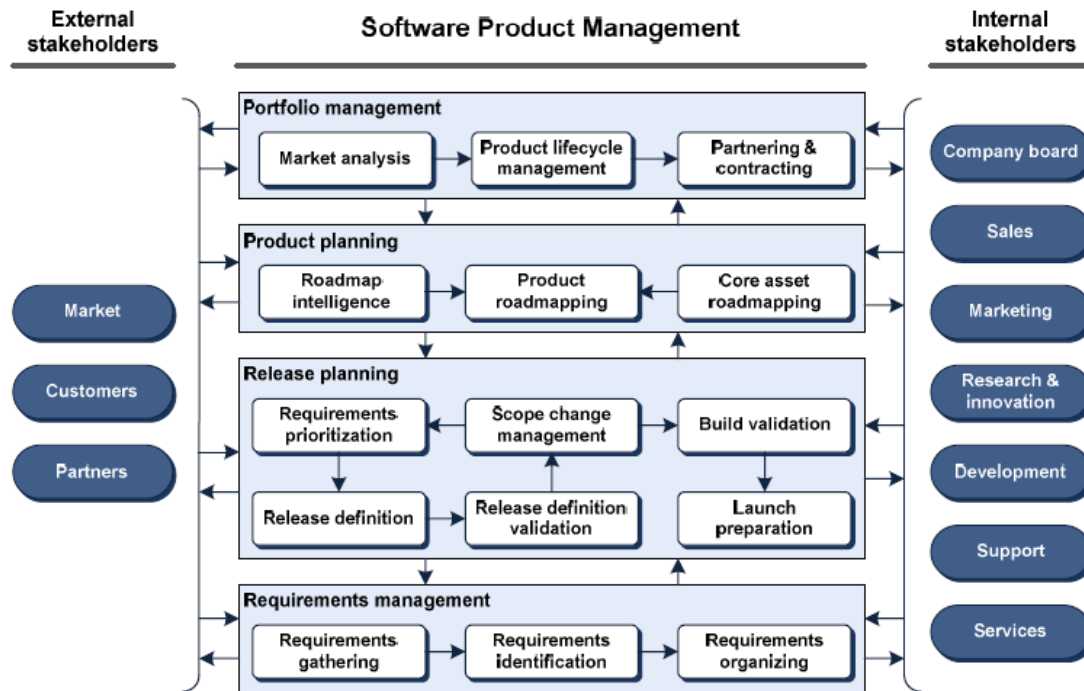 External
stakeholders
Software Product Management
Internal
stakeholders
Portfolio management
Market analysis
Product lifecycle
management
Partnering &
contracting
Product planning
Roadmap
intelligence
Product
roadmapping
Core asset
roadmapping
Release planning
Requirements
prioritization
Scope change
management
Build validation
Release definition
Release definition
validation
Launch
preparation
Requirements management
Requirements
gathering
Requirements
identification
Requirements
organizing
Market
Customers
Partners
Company board
Sales
Marketing
Research &
innovation
Development
Support
Services